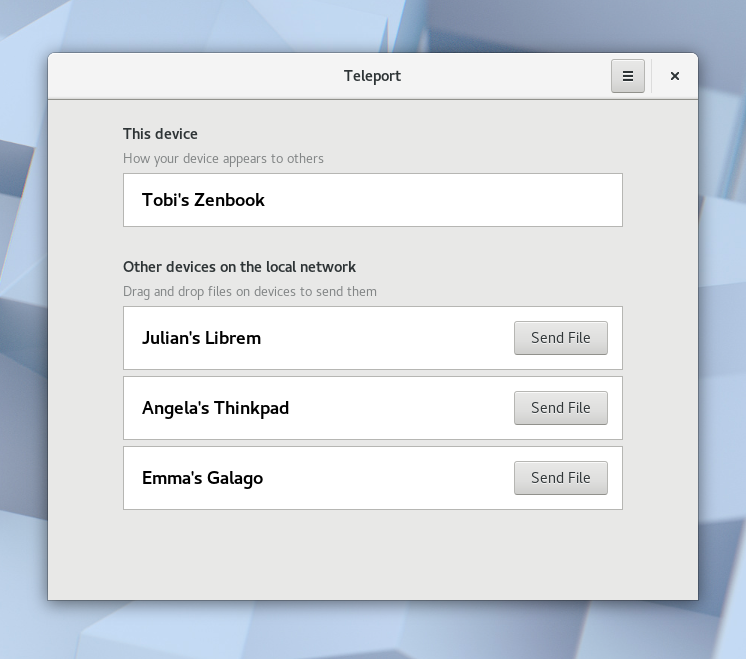 Teleport
This device
How your device appears to others
Tobi's Zenbook
Other devices on the local network
Drag and drop files on devices to send them
Julian's Librem
Send File
Angela's Thinkpad
Send File
Emma's Galago
Send File